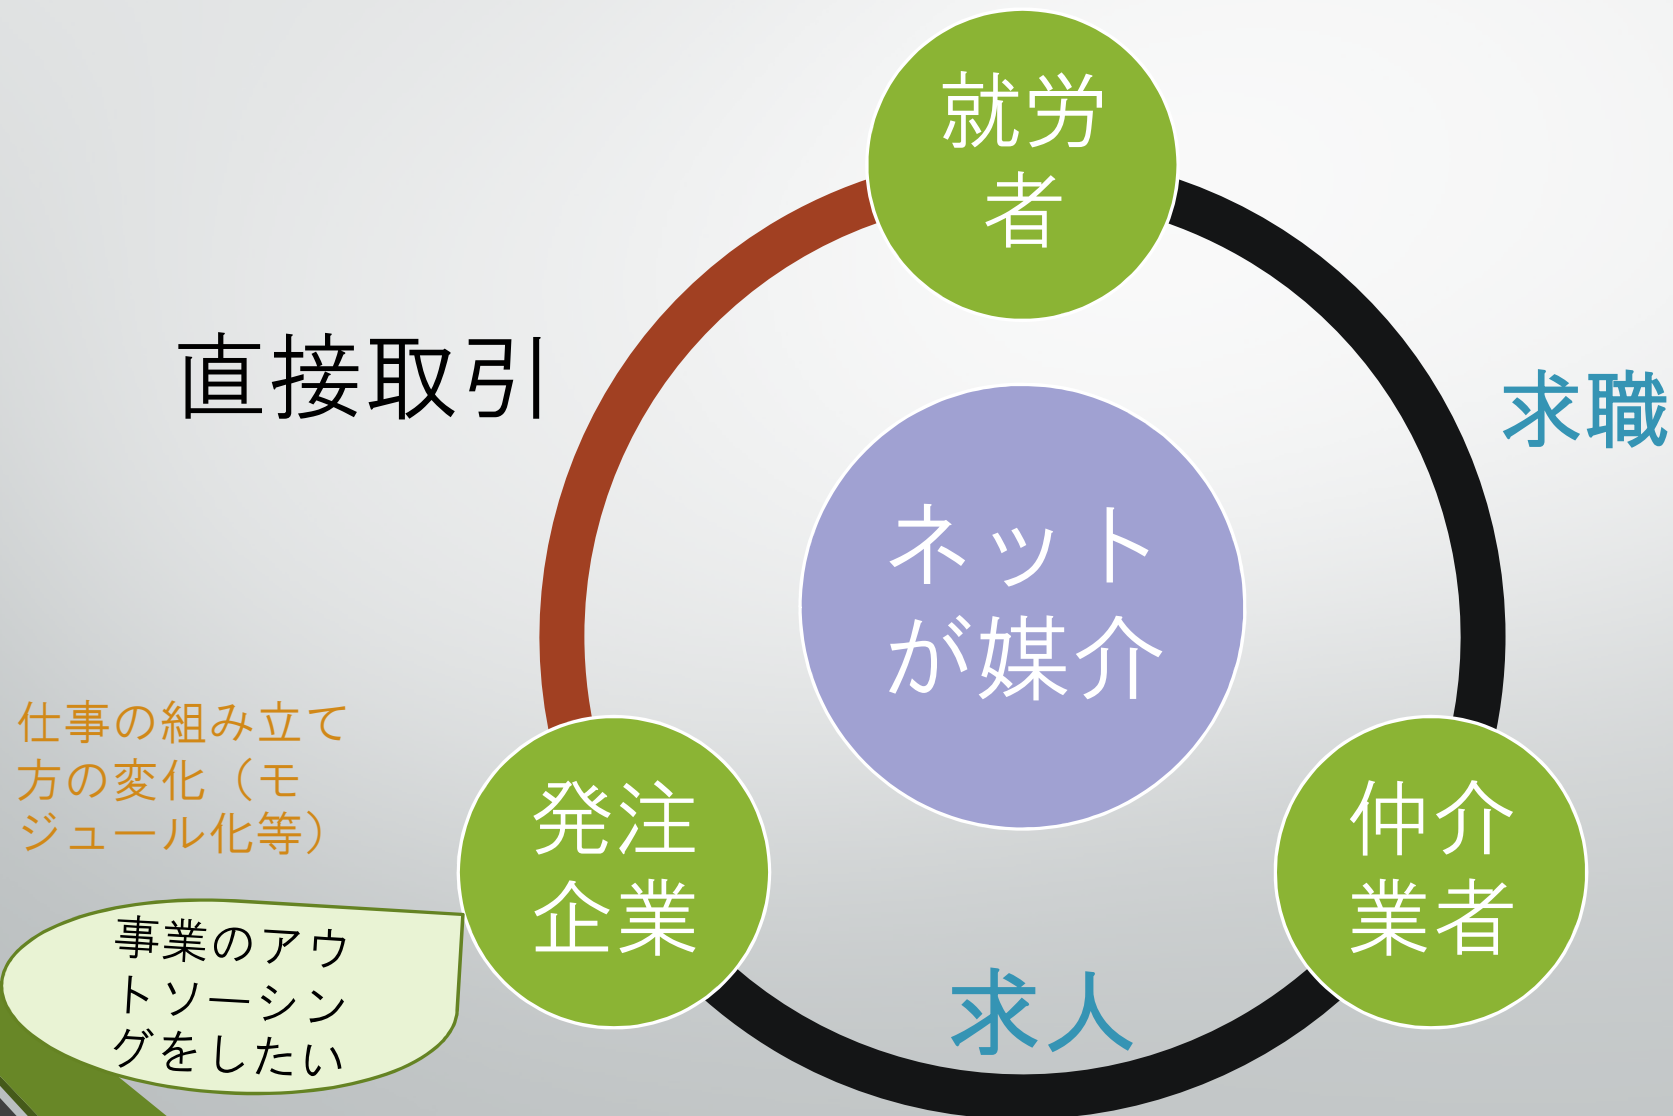 就労
者
直接取引
求職
ネット
が媒介
仕事の組み立て
方の変化（モ
ジュール化等）
発注
企業
仲介
業者
事業のアウ
トソーシン
グをしたい
求人